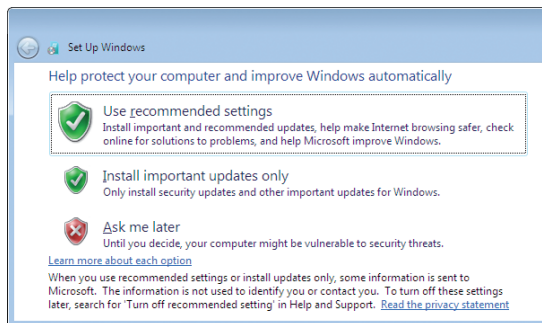 Set Up Windows
Help protect your computer and improve Windows automatically
Use recommended settings
Install important and recommended updates, help make Internet browsing safer, check
online for solutions to problems, and help Microsoft improve Windows.
Install important updates only
Only install security updates and other important updates for Windows.
Ask me later
Until you decide, your computer might be vulnerable to security threats.
Learn more about each option
When you use recommended settings or install updates only, some information is sent to
Microsoft. The information is not used to identify you or contact you. To turn off these settings
later, search for 'Turn off recommended setting' in Help and Support. Read the privacy statement